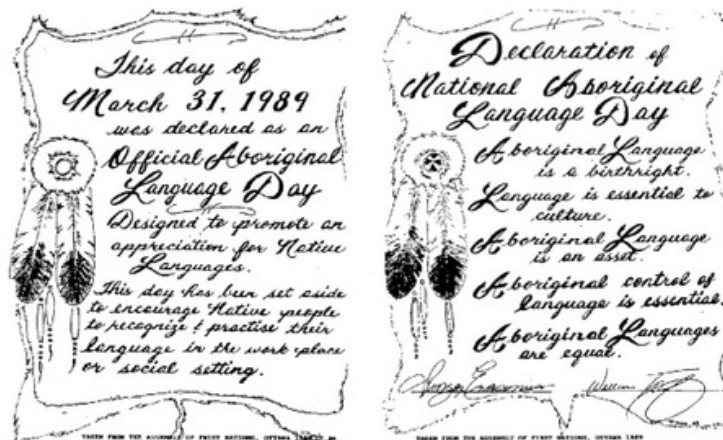 This day of
March 31, 1989
was declared as an
Official Aboriginal
Language Day
Designed to promote an
appreciation for Native
Languages.
This day has been set aside
to encourage Native people
to recognize & practise their
language in the work place
or social setting.
TAKEN FROM THE ASSEMBLY OF FIRST NATIONS, OTTAWA
Declaration of
National Aboriginal
Language Day
Aboriginal Language
is a birthright.
Language is essential to
culture.
Aboriginal Language
is an asset.
Aboriginal control of
language is essential.
Aboriginal Languages
are equal.
TAKEN FROM THE ASSEMBLY OF FIRST NATIONS, OTTAWA 1989